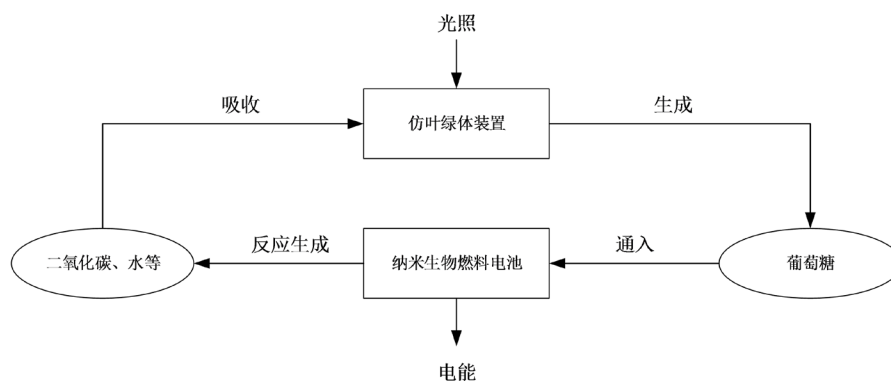 光照
吸收
仿叶绿体装置
生成
二氧化碳、水等
反应生成
纳米生物燃料电池
通入
葡萄糖
电能